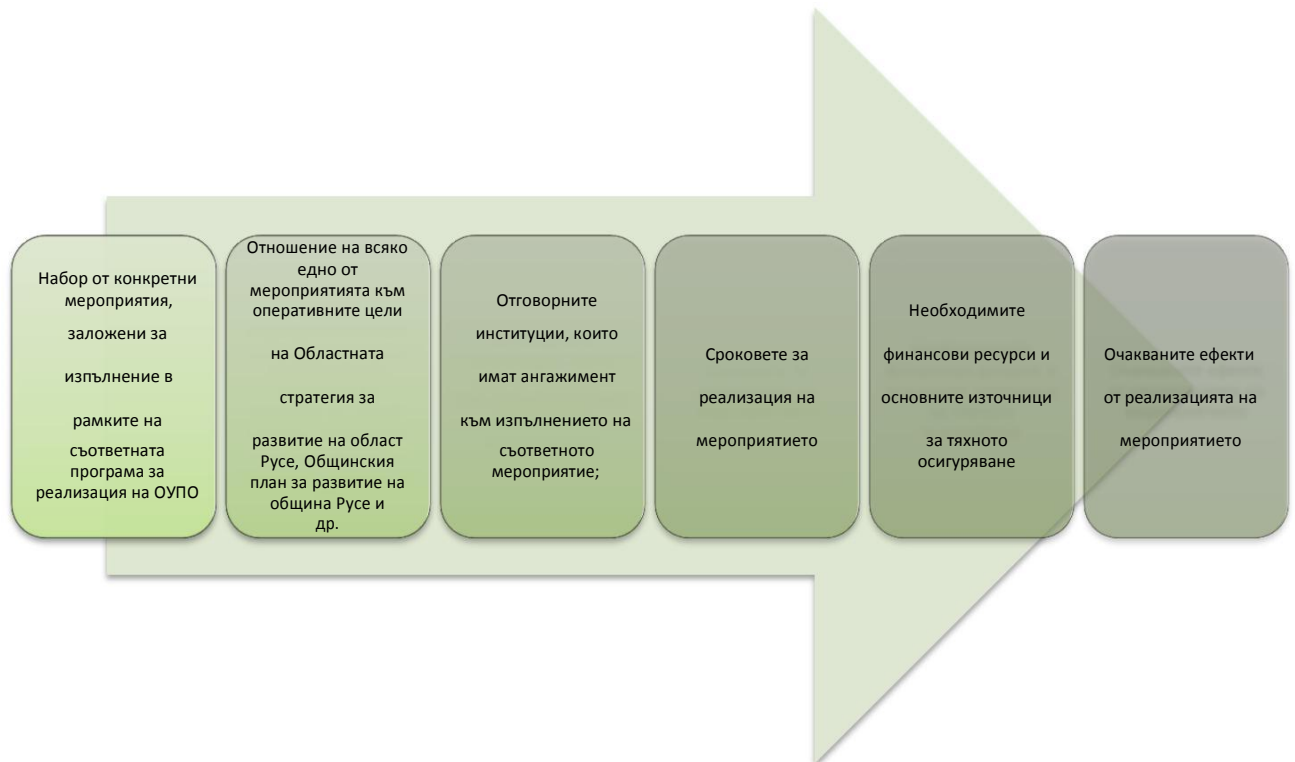 Набор от конкретни
мероприятия,
заложени за
изпълнение в
рамките на
съответната
програма за
реализация на ОУПО
Отношение на всяко
едно от
мероприятията към
оперативните цели
на Областната
стратегия за
развитие на област
Русе, Общинския
план за развитие на
община Русе и
др.
Отговорните
институции, които
имат ангажимент
към изпълнението на
съответното
мероприятие;
Сроковете за
реализация на
мероприятието
Необходимите
финансови ресурси и
основните източници
за тяхното
осигуряване
Очакваните ефекти
от реализацията на
мероприятието